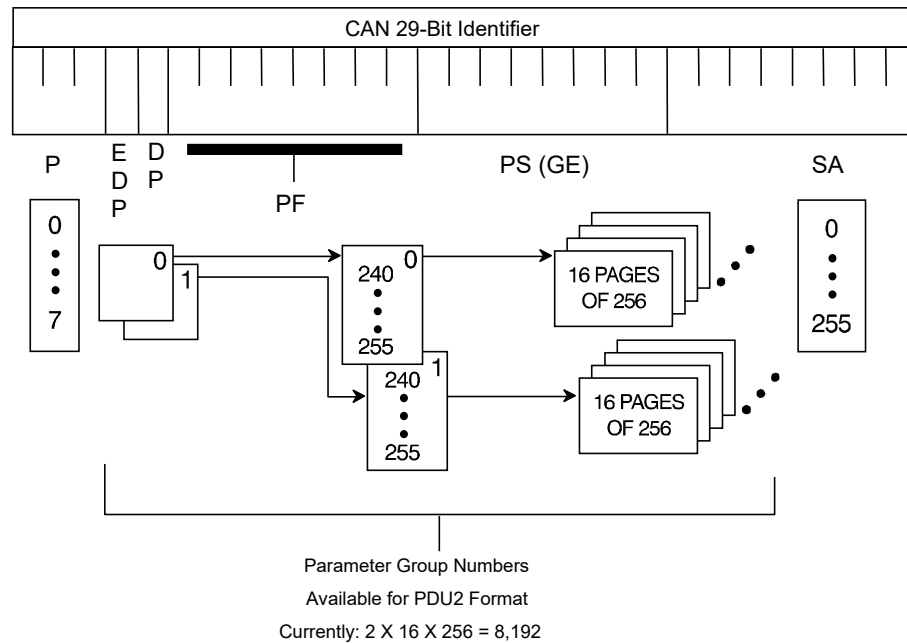 CAN 29-Bit Identifier
P
EDP
DP
PF
PS (GE)
SA
0
7
0
1
0
240
255
1
240
255
16 PAGES
OF 256
16 PAGES
OF 256
0
255
Parameter Group Numbers
Available for PDU2 Format
Currently: 2 X 16 X 256 = 8,192